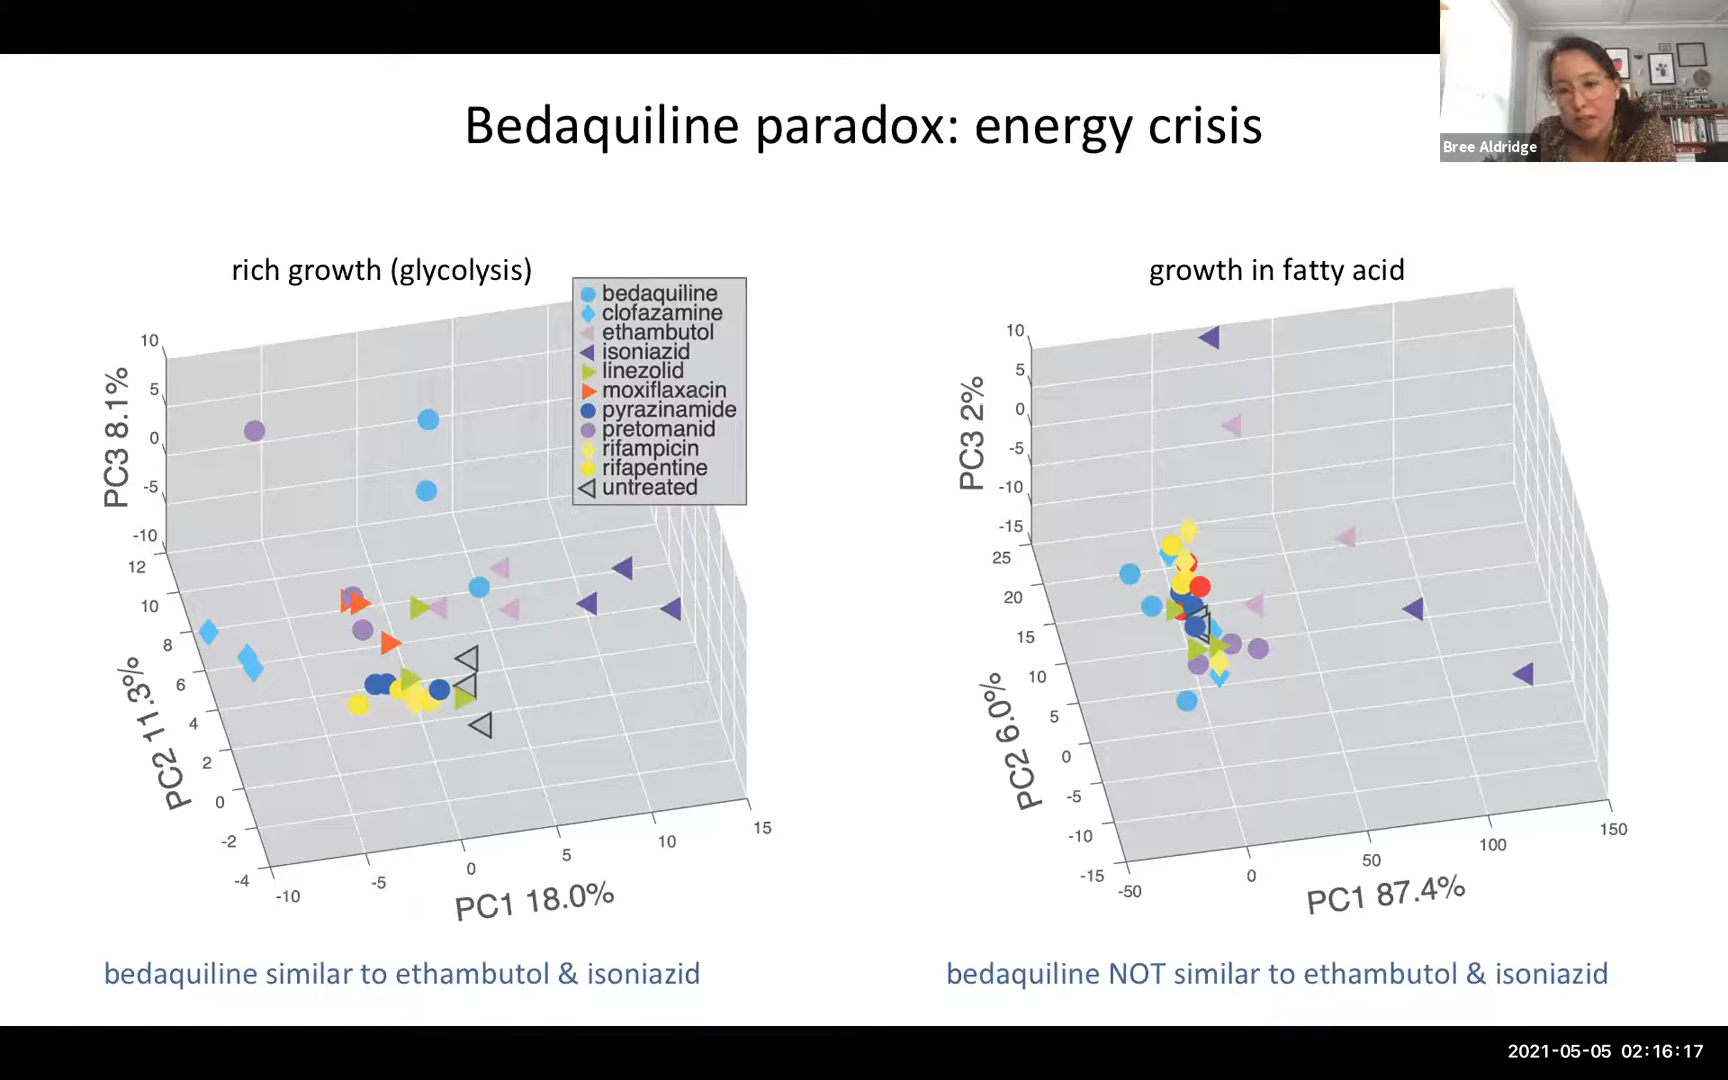 Bedaquiline paradox: energy crisis
Bree Aldridge
rich growth (glycolysis)
bedaquiline
clofazamine
ethambutol
isoniazid
linezolid
moxiflaxacin
pyrazinamide
pretomanid
rifampicin
rifapentine
untreated
PC3 8.1%
10
5
0
-5
-10
PC2 11.3%
12
10
8
6
4
2
0
-2
-4
-10
-5
0
5
10
15
PC1 18.0%
bedaquiline similar to ethambutol & isoniazid
growth in fatty acid
PC3 2%
10
5
0
-5
-10
-15
PC2 6.0%
25
20
15
10
5
0
-5
-10
-15
-50
0
50
100
150
PC1 87.4%
bedaquiline NOT similar to ethambutol & isoniazid
2021-05-05 02:16:17